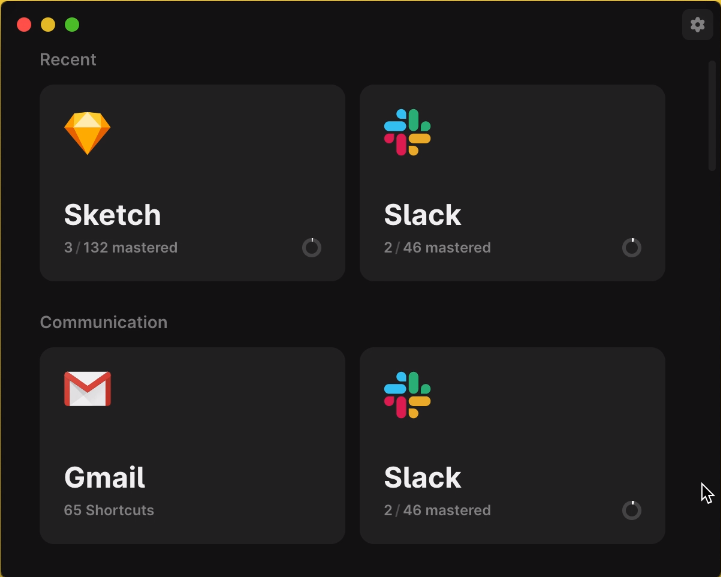 Recent
Sketch
3 / 132 mastered
Slack
2 / 46 mastered
Communication
Gmail
65 Shortcuts
Slack
2 / 46 mastered